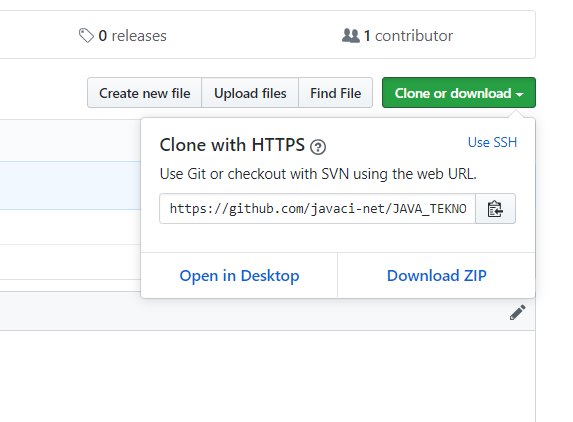 0 releases
1 contributor
Create new file
Upload files
Find File
Clone or download
Clone with HTTPS ?
Use SSH
Use Git or checkout with SVN using the web URL.
https://github.com/javaci-net/JAVA_TEKNO
Open in Desktop
Download ZIP